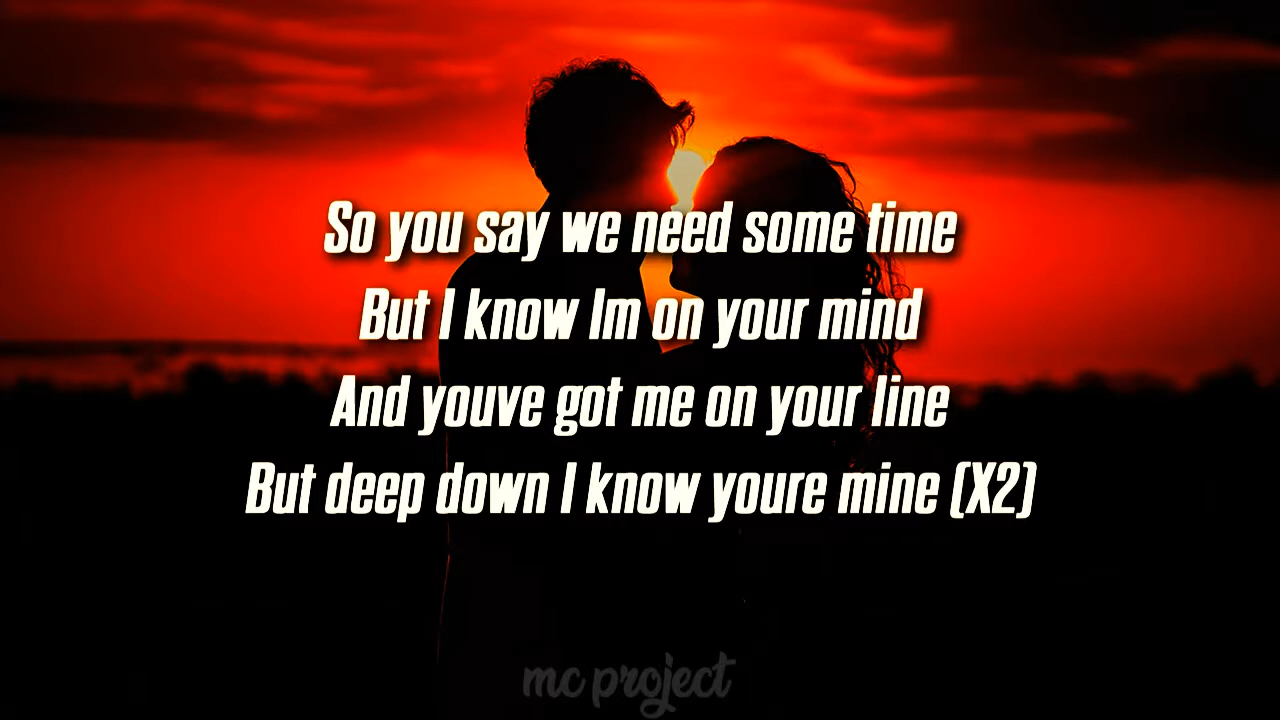 So you say we need some time
But I know Im on your mind
And youve got me on your line
But deep down I know youre mine (X2)
mc project